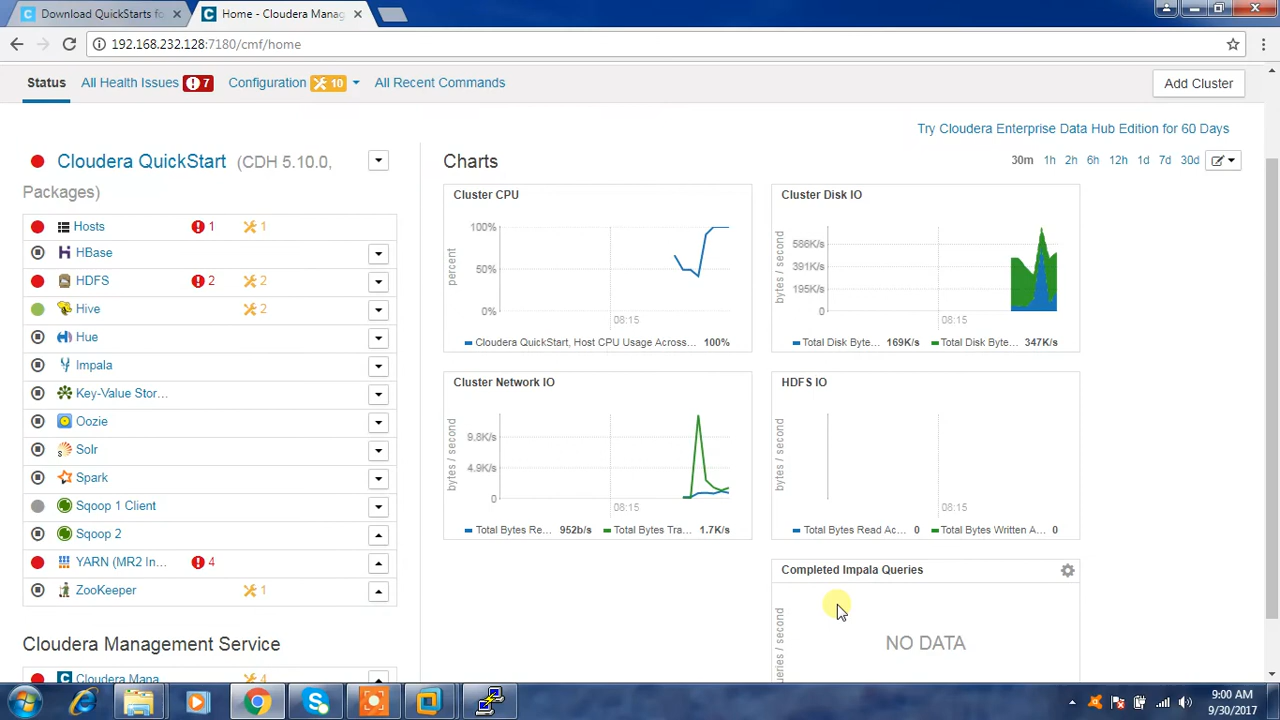 Download QuickStarts fo
Home - Cloudera Manag
192.168.232.128:7180/cmf/home
Status
All Health Issues 7
Configuration 10
All Recent Commands
Add Cluster
Try Cloudera Enterprise Data Hub Edition for 60 Days
Cloudera QuickStart (CDH 5.10.0,
Packages)
Hosts 1 1
HBase
HDFS 2 2
Hive 2
Hue
Impala
Key-Value Stor...
Oozie
Solr
Spark
Sqoop 1 Client
Sqoop 2
YARN (MR2 In... 4
ZooKeeper 1
Cloudera Management Service
Cloudera Mana... 4
Charts
30m 1h 2h 6h 12h 1d 7d 30d
Cluster CPU
percent
100%
50%
0%
08:15
Cloudera QuickStart, Host CPU Usage Across... 100%
Cluster Disk IO
bytes / second
586K/s
391K/s
195K/s
0
08:15
Total Disk Byte... 169K/s Total Disk Byte... 347K/s
Cluster Network IO
bytes / second
9.8K/s
4.9K/s
0
08:15
Total Bytes Re... 952b/s Total Bytes Tra... 1.7K/s
HDFS IO
bytes / second
08:15
Total Bytes Read Ac... 0 Total Bytes Written A... 0
Completed Impala Queries
queries / second
NO DATA
9:00 AM
9/30/2017